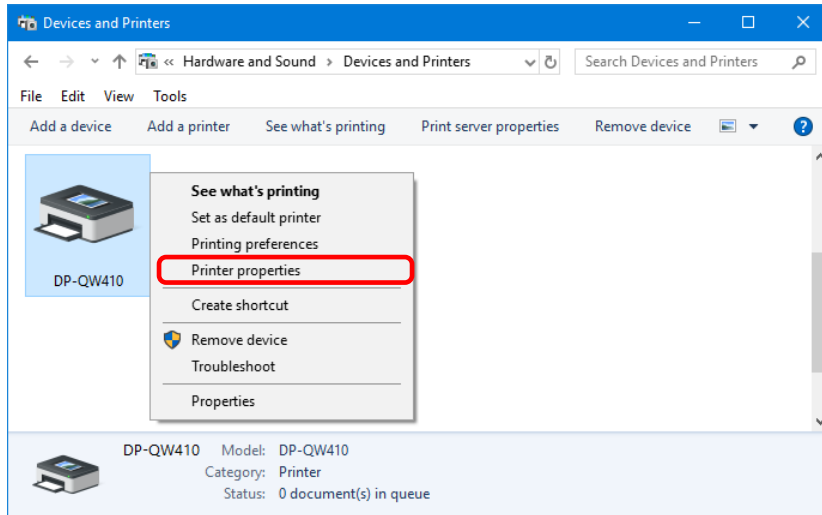 Devices and Printers
« Hardware and Sound › Devices and Printers
Search Devices and Printers
File Edit View Tools
Add a device Add a printer See what's printing Print server properties Remove device
DP-QW410
See what's printing
Set as default printer
Printing preferences
Printer properties
Create shortcut
Remove device
Troubleshoot
Properties
DP-QW410 Model: DP-QW410
Category: Printer
Status: 0 document(s) in queue